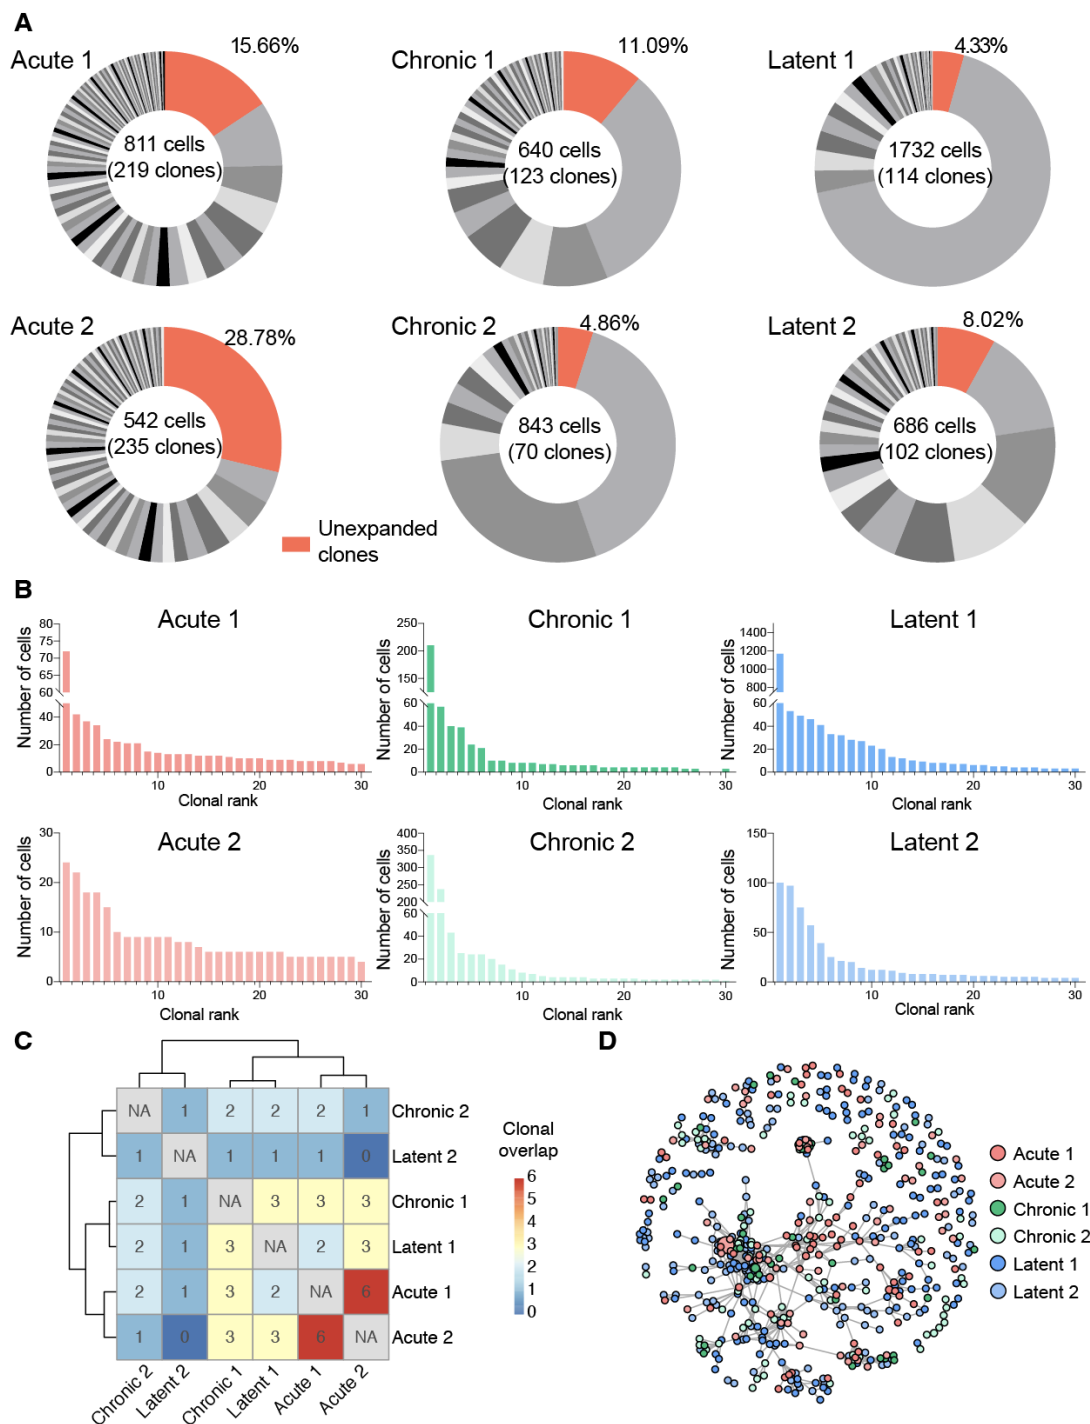 A
Acute 1
15.66%
811 cells
(219 clones)
Chronic 1
11.09%
640 cells
(123 clones)
Latent 1
4.33%
1732 cells
(114 clones)
Acute 2
28.78%
542 cells
(235 clones)
Chronic 2
4.86%
843 cells
(70 clones)
Latent 2
8.02%
686 cells
(102 clones)
Unexpanded
clones
B
Acute 1
Number of cells
80
75
70
65
60
40
20
0
10
20
30
Clonal rank
Chronic 1
Number of cells
250
200
150
60
40
20
0
10
20
30
Clonal rank
Latent 1
Number of cells
1400
1200
1000
800
60
40
20
0
10
20
30
Clonal rank
Acute 2
Number of cells
30
20
10
0
10
20
30
Clonal rank
Chronic 2
Number of cells
400
350
300
250
200
60
40
20
0
10
20
30
Clonal rank
Latent 2
Number of cells
150
100
50
0
10
20
30
Clonal rank
C
NA 1 2 2 2 1 Chronic 2
1 NA 1 1 1 0 Latent 2
2 1 NA 3 3 3 Chronic 1
2 1 3 NA 2 3 Latent 1
2 1 3 2 NA 6 Acute 1
1 0 3 3 6 NA Acute 2
Chronic 2
Latent 2
Chronic 1
Latent 1
Acute 1
Acute 2
Clonal
overlap
6
5
4
3
2
1
0
D
Acute 1
Acute 2
Chronic 1
Chronic 2
Latent 1
Latent 2